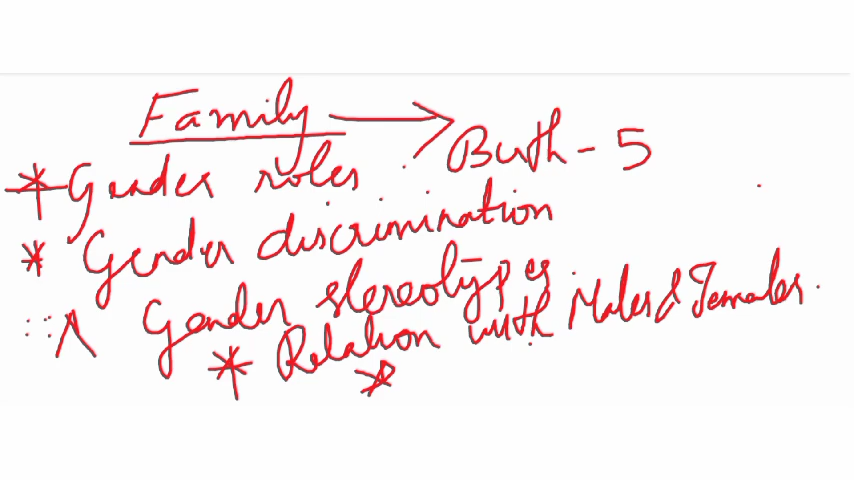 Family → Birth - 5
* Gender roles
* Gender discrimination
∴ ∧ Gender stereotypes
* Relation with Males & Females.
*